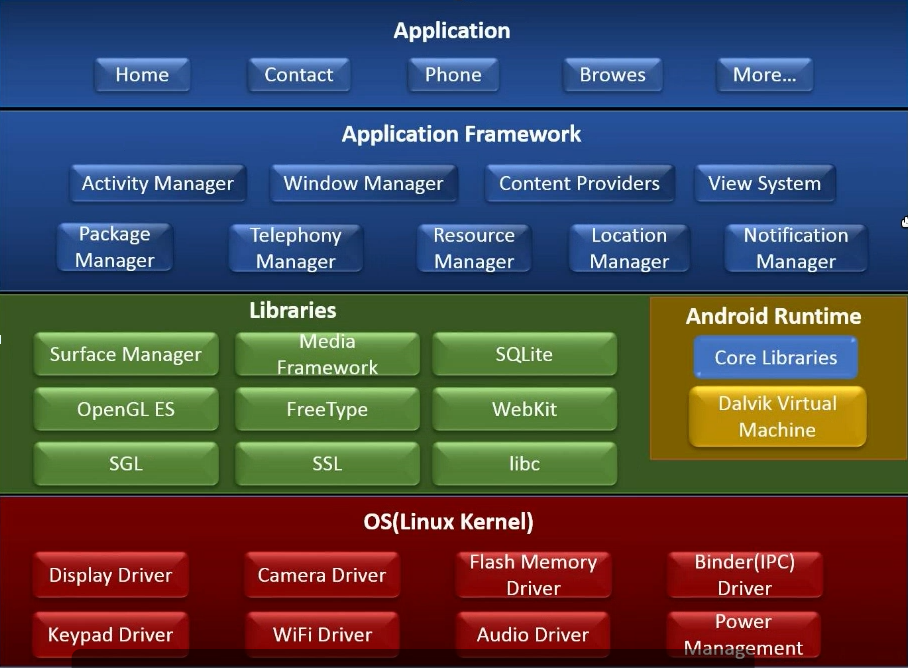 Application
Home Contact Phone Browes More...
Application Framework
Activity Manager Window Manager Content Providers View System
Package Manager
Telephony Manager
Resource Manager
Location Manager
Notification Manager
Libraries
Surface Manager
Media Framework
SQLite
OpenGL ES FreeType WebKit
SGL SSL libc
Android Runtime
Core Libraries
Dalvik Virtual
Machine
OS(Linux Kernel)
Display Driver
Camera Driver
Flash Memory Driver
Binder(IPC) Driver
Keypad Driver
WiFi Driver
Audio Driver
Power Management